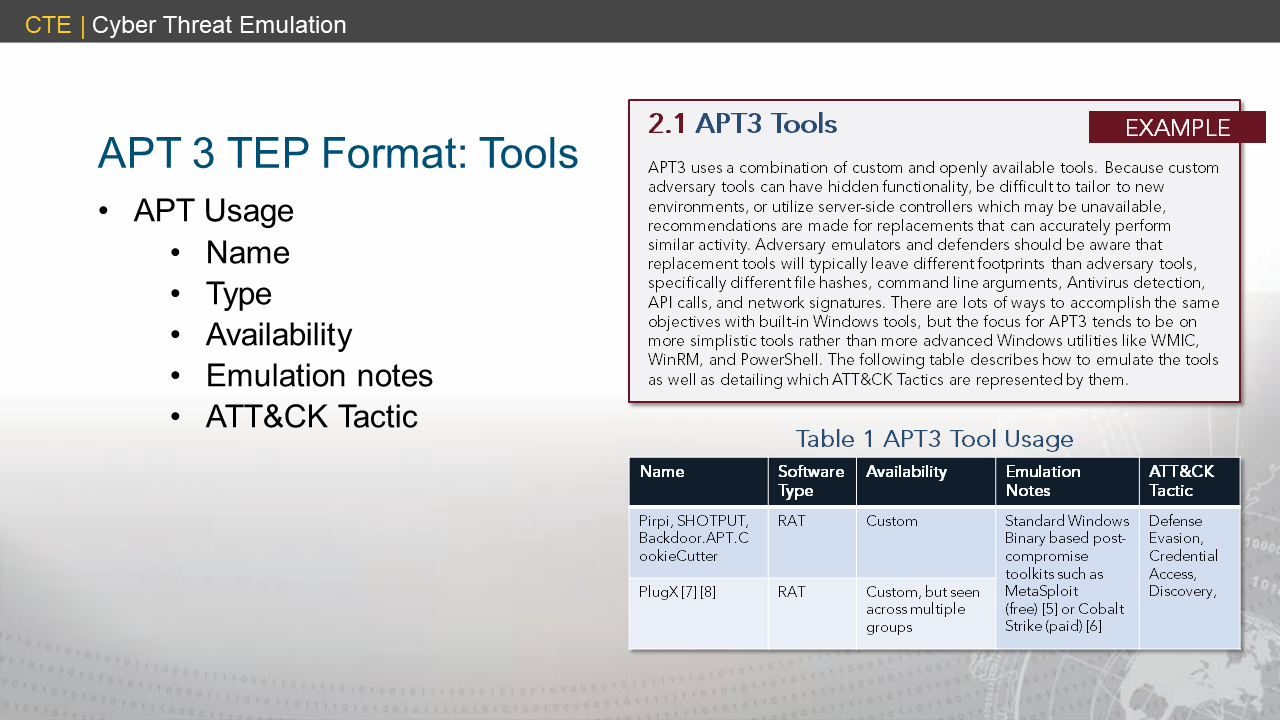 CTE | Cyber Threat Emulation
APT 3 TEP Format: Tools
• APT Usage
• Name
• Type
• Availability
• Emulation notes
• ATT&CK Tactic
2.1 APT3 Tools
EXAMPLE
APT3 uses a combination of custom and openly available tools. Because custom
adversary tools can have hidden functionality, be difficult to tailor to new
environments, or utilize server-side controllers which may be unavailable,
recommendations are made for replacements that can accurately perform
similar activity. Adversary emulators and defenders should be aware that
replacement tools will typically leave different footprints than adversary tools,
specifically different file hashes, command line arguments, Antivirus detection,
API calls, and network signatures. There are lots of ways to accomplish the same
objectives with built-in Windows tools, but the focus for APT3 tends to be on
more simplistic tools rather than more advanced Windows utilities like WMIC,
WinRM, and PowerShell. The following table describes how to emulate the tools
as well as detailing which ATT&CK Tactics are represented by them.
Table 1 APT3 Tool Usage
Name
Software
Type
Availability
Emulation
Notes
ATT&CK
Tactic
Pirpi, SHOTPUT,
Backdoor.APT.C
ookieCutter
RAT
Custom
Standard Windows
Binary based post-
compromise
toolkits such as
MetaSploit
(free) [5] or Cobalt
Strike (paid) [6]
Defense
Evasion,
Credential
Access,
Discovery,
PlugX [7] [8]
RAT
Custom, but seen
across multiple
groups